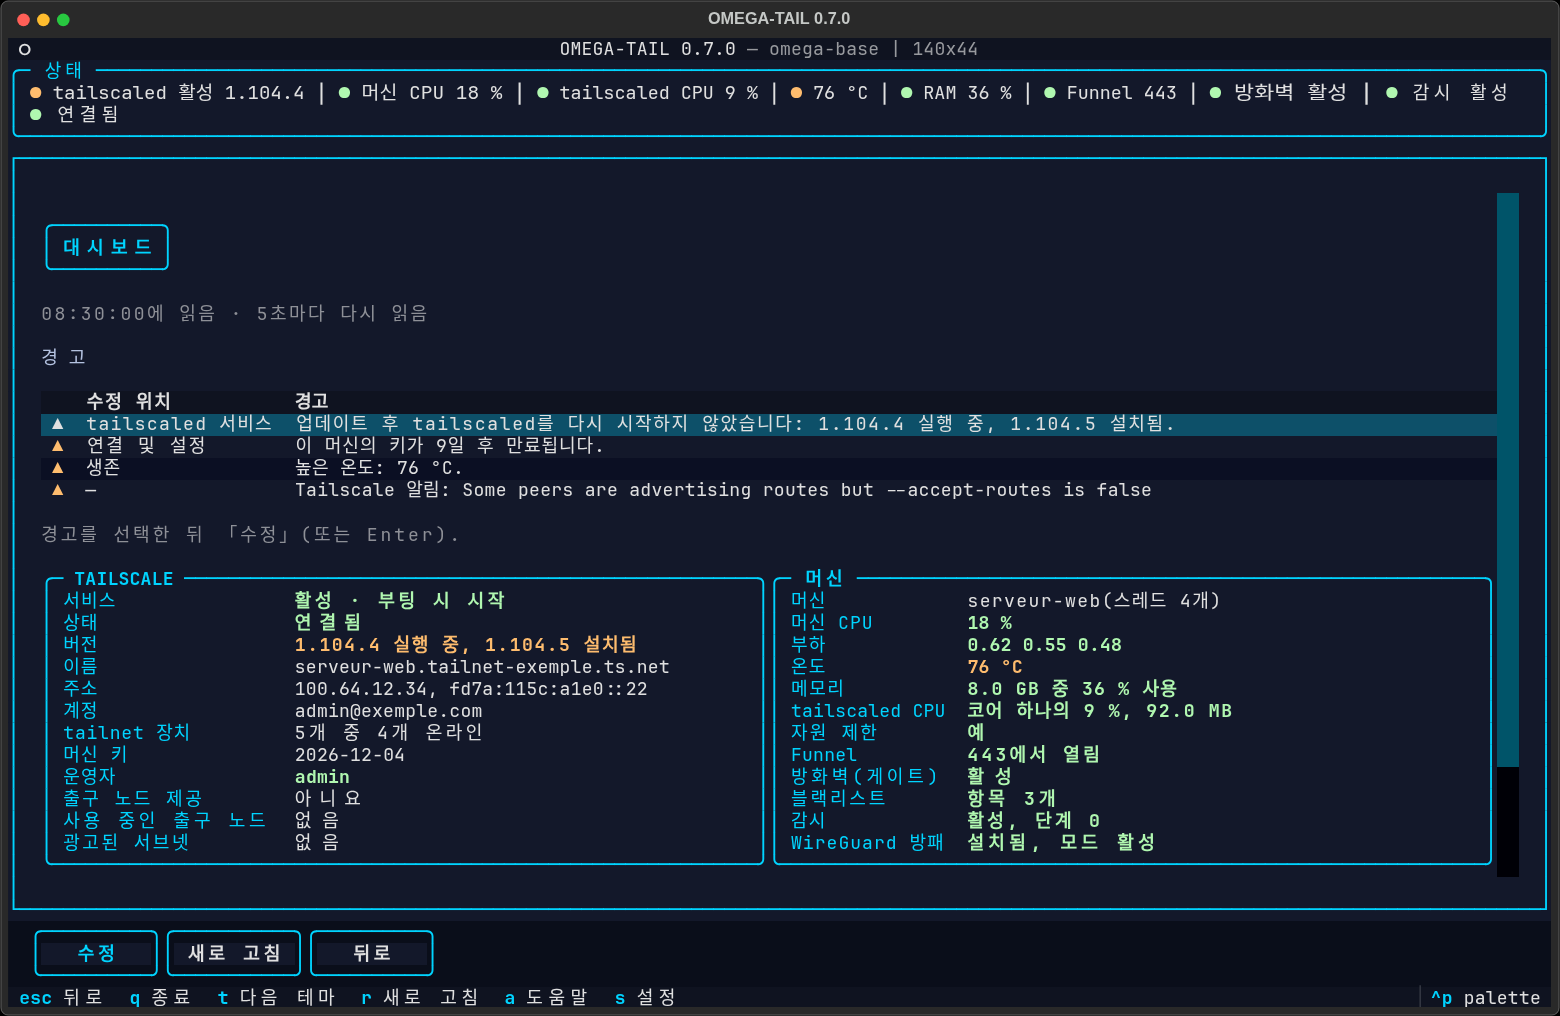 OMEGA-TAIL 0.7.0
OMEGA-TAIL 0.7.0 — omega-base | 140x44
상태
● tailscaled 활성 1.104.4 | ● 머신 CPU 18 % | ● tailscaled CPU 9 % | ● 76 °C | ● RAM 36 % | ● Funnel 443 | ● 방화벽 활성 | ● 감시 활성
● 연결됨
대시보드
08:30:00에 읽음 · 5초마다 다시 읽음
경고
수정 위치 경고
▲ tailscaled 서비스 업데이트 후 tailscaled를 다시 시작하지 않았습니다: 1.104.4 실행 중, 1.104.5 설치됨.
▲ 연결 및 설정 이 머신의 키가 9일 후 만료됩니다.
▲ 생존 높은 온도: 76 °C.
▲ — Tailscale 알림: Some peers are advertising routes but --accept-routes is false
경고를 선택한 뒤 「수정」(또는 Enter).
TAILSCALE
서비스 활성 · 부팅 시 시작
상태 연결됨
버전 1.104.4 실행 중, 1.104.5 설치됨
이름 serveur-web.tailnet-exemple.ts.net
주소 100.64.12.34, fd7a:115c:a1e0::22
계정 admin@exemple.com
tailnet 장치 5개 중 4개 온라인
머신 키 2026-12-04
운영자 admin
출구 노드 제공 아니요
사용 중인 출구 노드 없음
광고된 서브넷 없음
머신
머신 serveur-web(스레드 4개)
머신 CPU 18 %
부하 0.62 0.55 0.48
온도 76 °C
메모리 8.0 GB 중 36 % 사용
tailscaled CPU 코어 하나의 9 %, 92.0 MB
자원 제한 예
Funnel 443에서 열림
방화벽(게이트) 활성
블랙리스트 항목 3개
감시 활성, 단계 0
WireGuard 방패 설치됨, 모드 활성
수정 새로 고침 뒤로
esc 뒤로 q 종료 t 다음 테마 r 새로 고침 a 도움말 s 설정 ^p palette